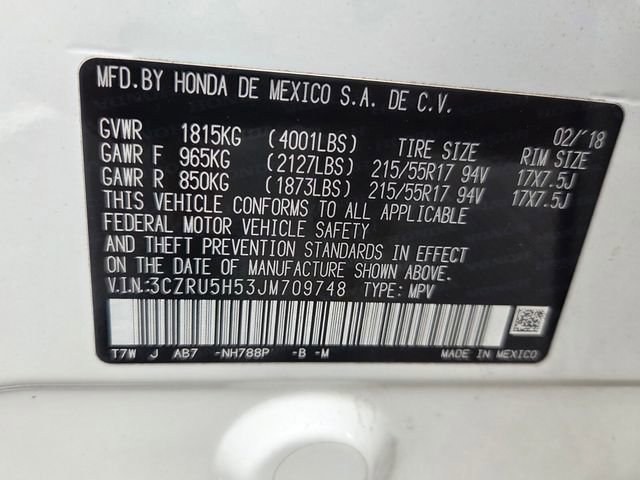 MFD. BY HONDA DE MEXICO S.A. DE C.V.
02/'18
GVWR 1815KG (4001LBS) TIRE SIZE RIM SIZE
GAWR F 965KG (2127LBS) 215/55R17 94V 17X7.5J
GAWR R 850KG (1873LBS) 215/55R17 94V 17X7.5J
THIS VEHICLE CONFORMS TO ALL APPLICABLE
FEDERAL MOTOR VEHICLE SAFETY
AND THEFT PREVENTION STANDARDS IN EFFECT
ON THE DATE OF MANUFACTURE SHOWN ABOVE.
V.I.N.:3CZRU5H53JM709748 TYPE: MPV
T7W J AB7 -NH788P -B -M MADE IN MEXICO